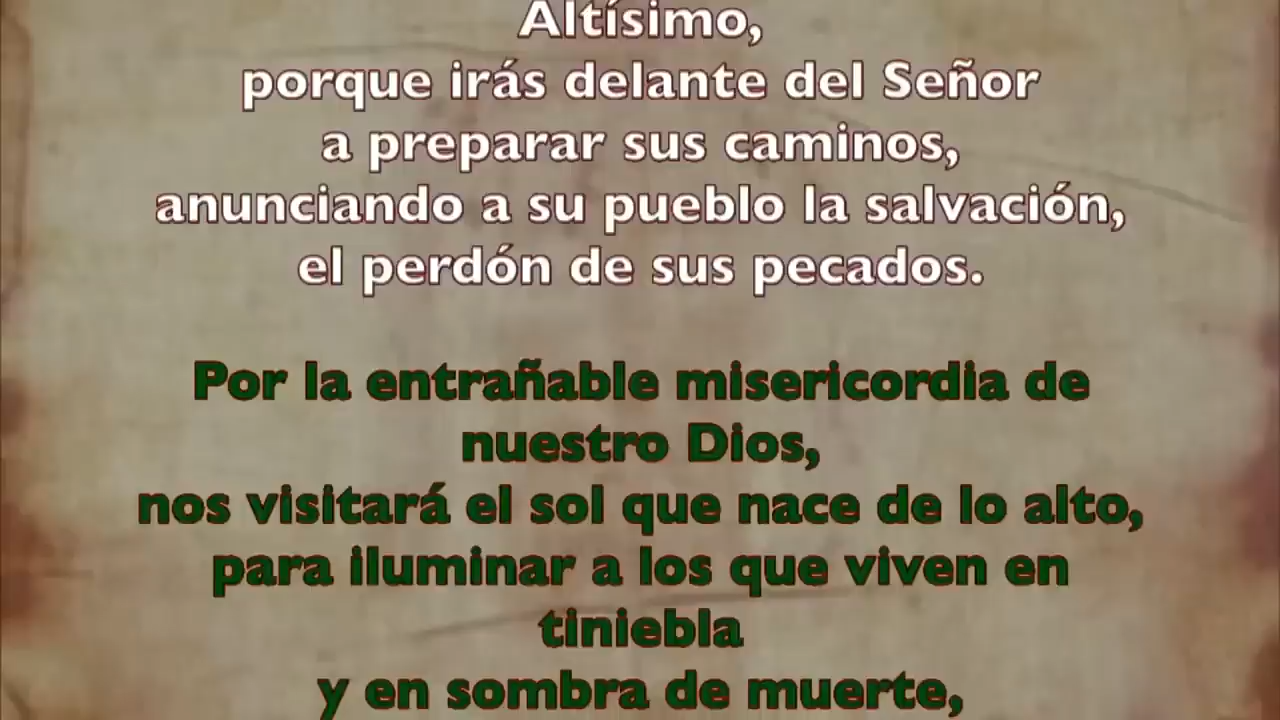 Altísimo,
porque irás delante del Señor
a preparar sus caminos,
anunciando a su pueblo la salvación,
el perdón de sus pecados.
Por la entrañable misericordia de
nuestro Dios,
nos visitará el sol que nace de lo alto,
para iluminar a los que viven en
tiniebla
y en sombra de muerte,